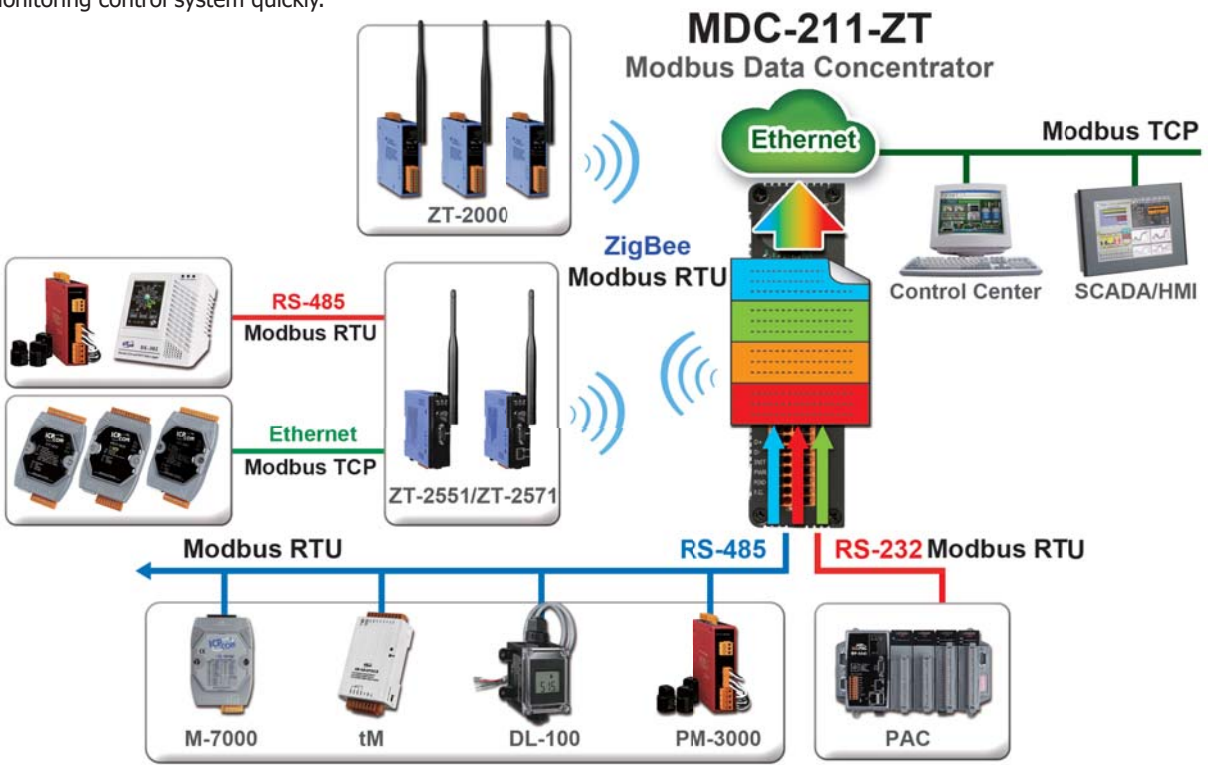 onitoring control system quickly.
MDC-211-ZT
Modbus Data Concentrator
Ethernet
Modbus TCP
ZT-2000
ZigBee
Modbus RTU
Control Center
SCADA/HMI
RS-485
Modbus RTU
Ethernet
Modbus TCP
ZT-2551/ZT-2571
Modbus RTU
RS-485
RS-232 Modbus RTU
M-7000
tM
DL-100
PM-3000
PAC